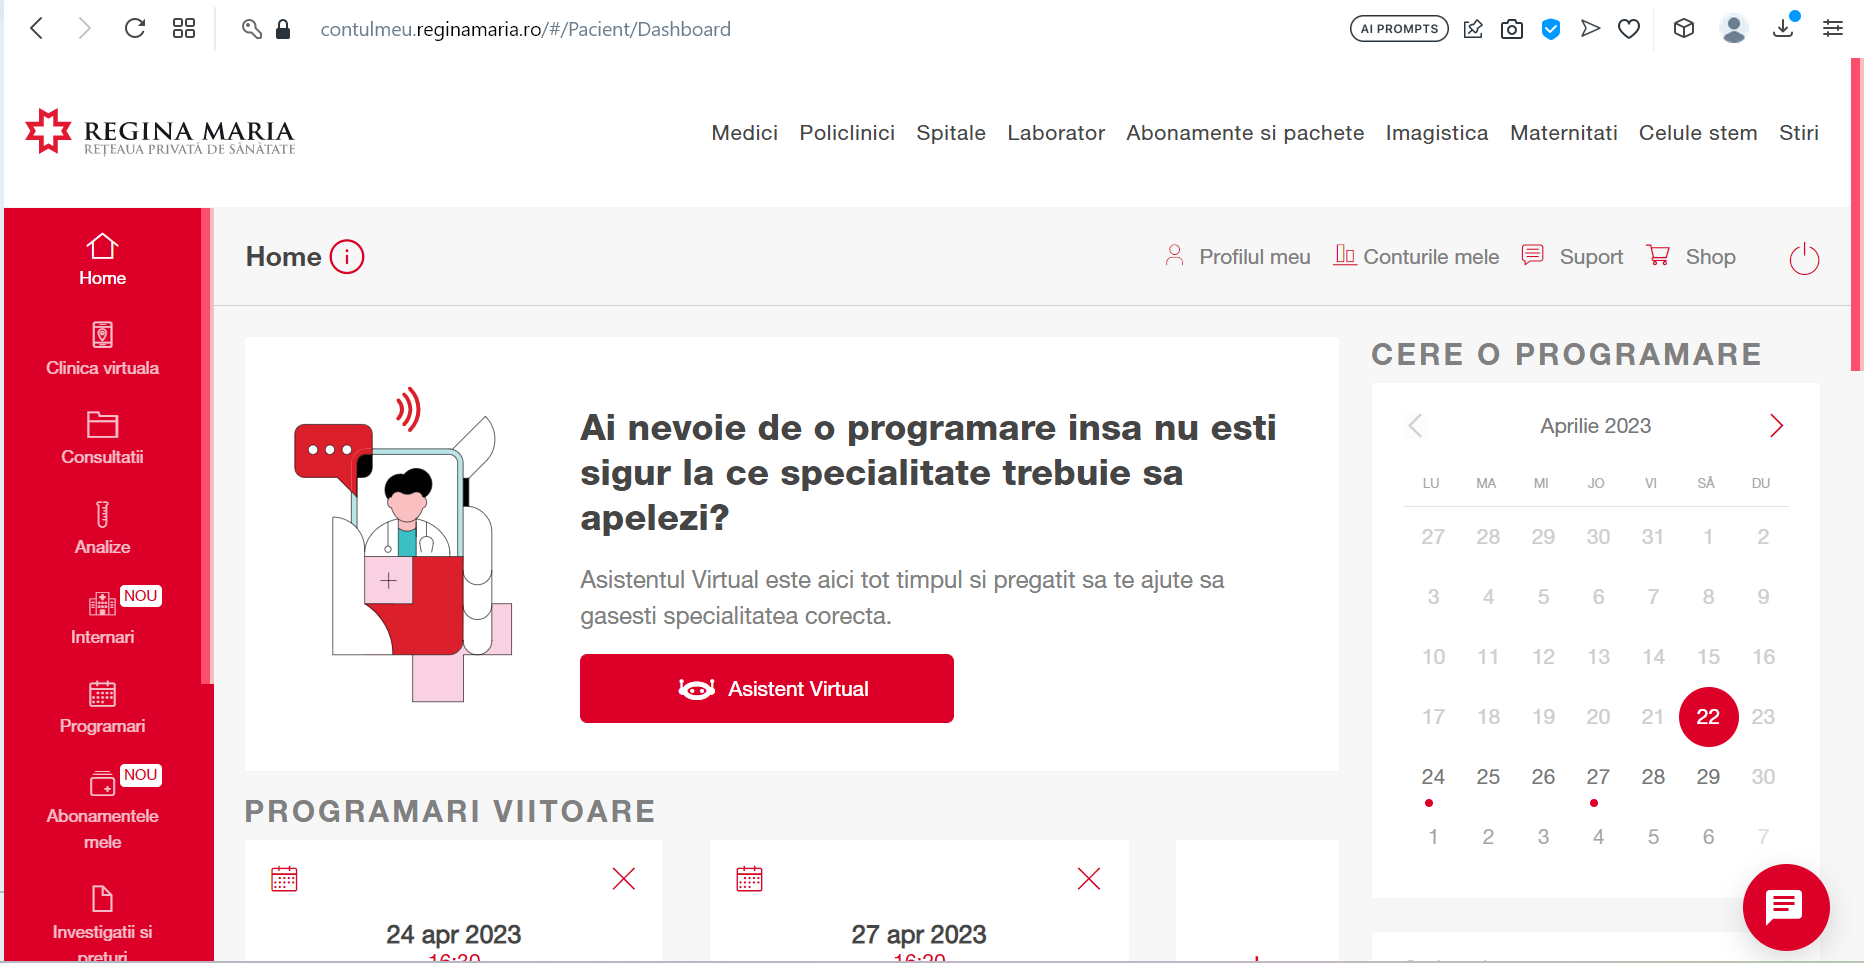 contulmeu.reginamaria.ro/#/Pacient/Dashboard
AI PROMPTS
REGINA MARIA
REȚEAUA PRIVATĂ DE SĂNĂTATE
Medici Policlinici Spitale Laborator Abonamente si pachete Imagistica Maternitati Celule stem Stiri
Home
Clinica virtuala
Consultatii
Analize
NOU
Internari
Programari
NOU
Abonamentele
mele
Investigatii si
preturi
Home
Profilul meu Conturile mele Suport Shop
Ai nevoie de o programare insa nu esti
sigur la ce specialitate trebuie sa
apelezi?
Asistentul Virtual este aici tot timpul si pregatit sa te ajute sa
gasesti specialitatea corecta.
Asistent Virtual
PROGRAMARI VIITOARE
24 apr 2023
16:30
27 apr 2023
16:20
CERE O PROGRAMARE
Aprilie 2023
LU MA MI JO VI SÂ DU
27 28 29 30 31 1 2
3 4 5 6 7 8 9
10 11 12 13 14 15 16
17 18 19 20 21 22 23
24 25 26 27 28 29 30
1 2 3 4 5 6 7